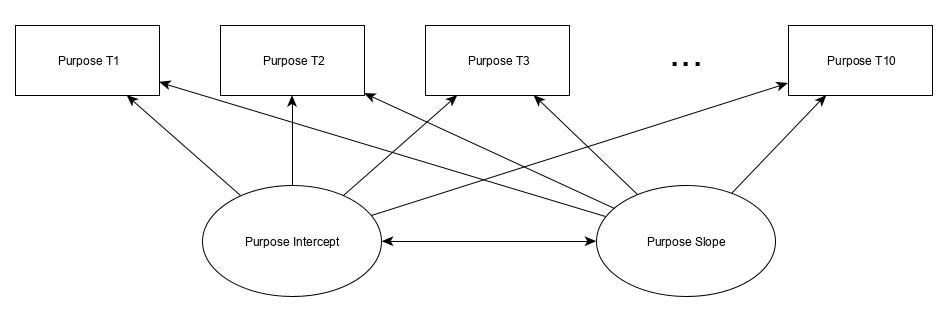 Purpose T1
Purpose T2
Purpose T3
...
Purpose T10
Purpose Intercept
Purpose Slope